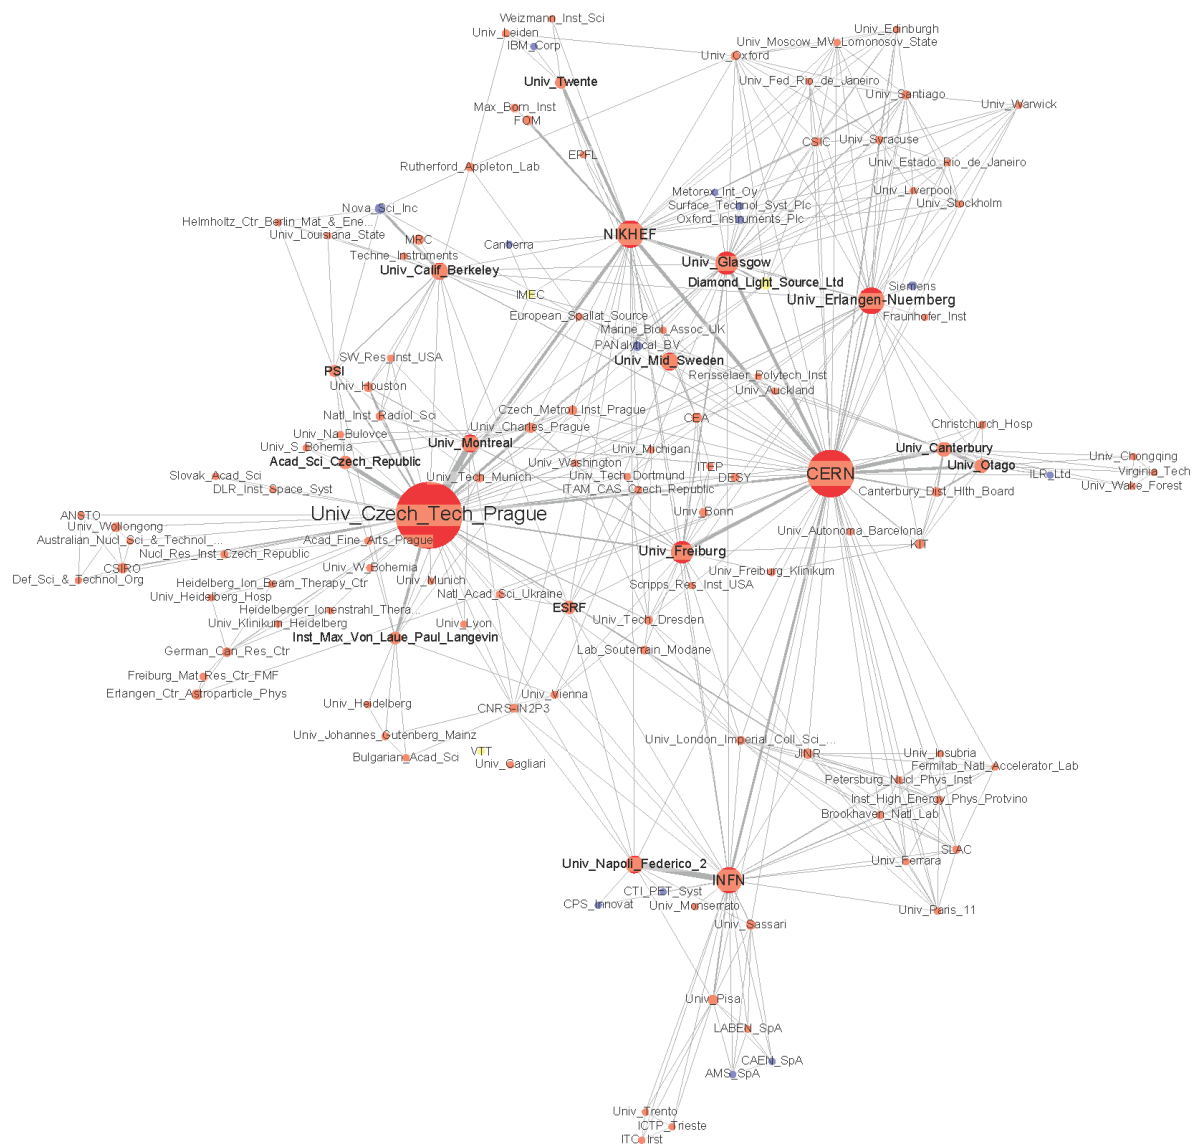 Weizmann_Inst_Sci
Univ_Leiden
Univ_Edinburgh
IBM_Corp
Univ_Moscow_MV_Lomonosov_State
Univ_Oxford
Univ_Twente
Univ_Fed_Rio_de_Janeiro
Univ_Santiago
Max_Born_Inst
Univ_Warwick
FOM
Univ_Syracuse
CSIC
EPFL
Univ_Estado_Rio_de_Janeiro
Rutherford_Appleton_Lab
Metorex_Int_Oy
Univ_Liverpool
Surface_Technol_Syst_Plc
Univ_Stockholm
Nova_Sci_Inc
Oxford_Instruments_Plc
Helmholtz_Ctr_Berlin_Mat_&_Ene...
NIKHEF
Univ_Louisiana_State
MRC
Canberra
Techne_Instruments
Univ_Glasgow
Univ_Calif_Berkeley
Diamond_Light_Source_Ltd
Siemens
IMEC
Univ_Erlangen-Nuernberg
European_Spallat_Source
Fraunhofer_Inst
Marine_Biol_Assoc_UK
PANalytical_BV
SW_Res_Inst_USA
Univ_Mid_Sweden
PSI
Rensselaer_Polytech_Inst
Univ_Houston
Univ_Auckland
Czech_Metrol_Inst_Prague
Natl_Inst_Radiol_Sci
CEA
Christchurch_Hosp
Univ_Charles_Prague
Univ_Na_Bulovce
Univ_Montreal
Univ_S_Bohemia
Univ_Michigan
Univ_Canterbury
Univ_Chongqing
Acad_Sci_Czech_Republic
Univ_Washington
ITEP
Univ_Otago
Virginia_Tech
Slovak_Acad_Sci
Univ_Tech_Munich
Univ_Tech_Dortmund
DESY
CERN
ILR_Ltd
Univ_Wake_Forest
DLR_Inst_Space_Syst
ITAM_CAS_Czech_Republic
Canterbury_Dist_Hlth_Board
ANSTO
Univ_Czech_Tech_Prague
Univ_Bonn
Univ_Wollongong
Univ_Autonoma_Barcelona
Australian_Nucl_Sci_&_Technol_...
Acad_Fine_Arts_Prague
KIT
Nucl_Res_Inst_Czech_Republic
Univ_Freiburg
CSIRO
Univ_W_Bohemia
Univ_Freiburg_Klinikum
Def_Sci_&_Technol_Org
Heidelberg_Ion_Beam_Therapy_Ctr
Univ_Munich
Scripps_Res_Inst_USA
Univ_Heidelberg_Hosp
Natl_Acad_Sci_Ukraine
Heidelberger_Ionenstrahl_Thera...
ESRF
Univ_Klinikum_Heidelberg
Univ_Lyon
Univ_Tech_Dresden
Inst_Max_Von_Laue_Paul_Langevin
German_Can_Res_Ctr
Lab_Souterrain_Modane
Freiburg_Mat_Res_Ctr_FMF
Erlangen_Ctr_Astroparticle_Phys
Univ_Vienna
Univ_Heidelberg
CNRS-IN2P3
Univ_Johannes_Gutenberg_Mainz
Univ_London_Imperial_Coll_Sci_...
VTT
JINR
Univ_Insubria
Bulgarian_Acad_Sci
Univ_Cagliari
Fermilab_Natl_Accelerator_Lab
Petersburg_Nucl_Phys_Inst
Inst_High_Energy_Phys_Protvino
Brookhaven_Natl_Lab
SLAC
Univ_Napoli_Federico_2
Univ_Ferrara
INFN
CTI_PET_Syst
CPS_Innovat
Univ_Monserrato
Univ_Paris_11
Univ_Sassari
Univ_Pisa
LABEN_SpA
CAEN_SpA
AMS_SpA
Univ_Trento
ICTP_Trieste
ITC_Irst